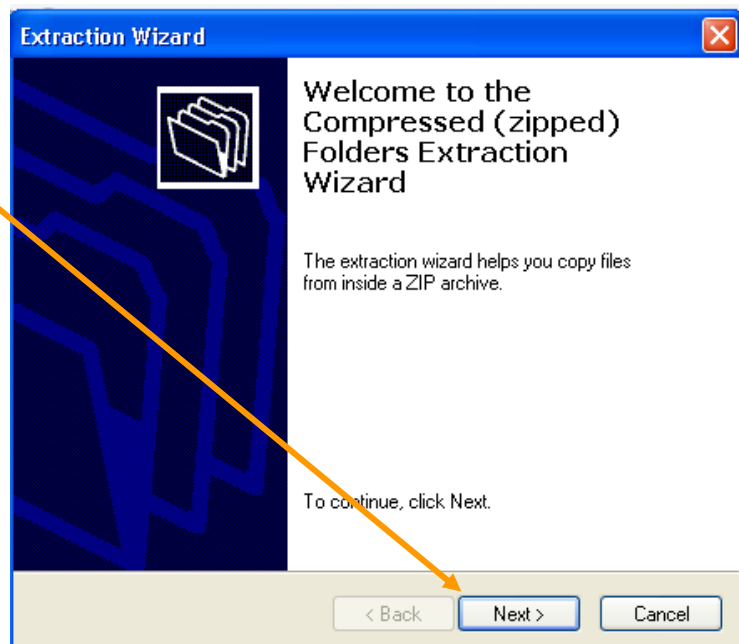 Extraction Wizard
Welcome to the
Compressed (zipped)
Folders Extraction
Wizard
The extraction wizard helps you copy files
from inside a ZIP archive.
To continue, click Next.
< Back Next > Cancel